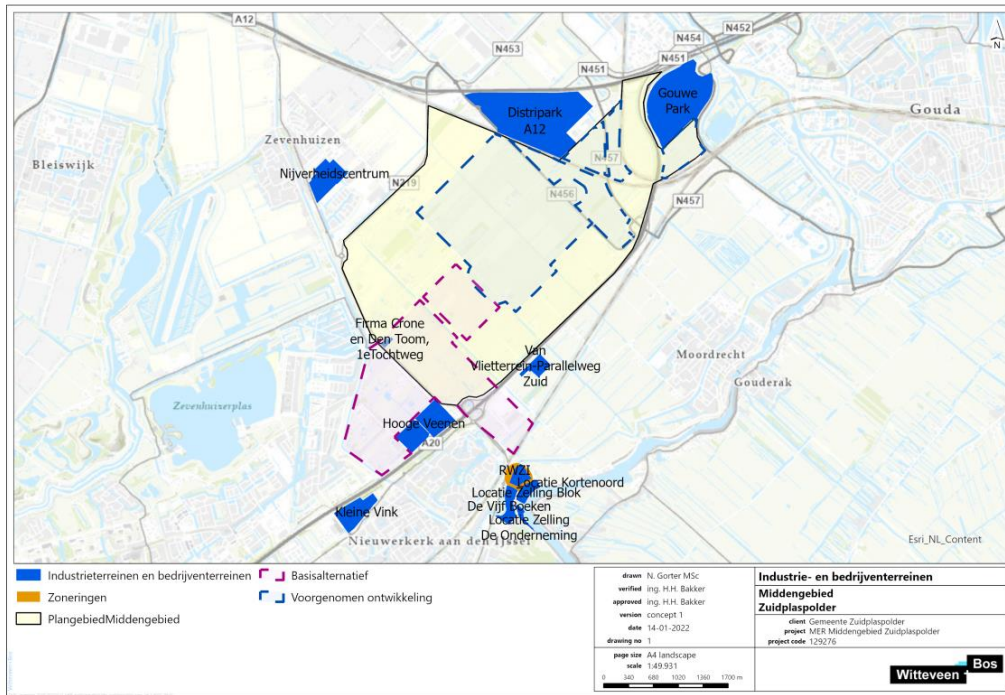 A12
N453
N452
N454
N451
N451
Gouwe
Park
Gouda
Distripark
A12
Zevenhuizen
Bleiswijk
Nijverheidscentrum
N219
N457
N456
N457
Firma Crone
en Den Toom,
1eTochtweg
Van
Vlietterrein-Parallelweg
Zuid
Moordrecht
Gouderak
Zevenhuizerplas
Hooge Veenen
A20
RWZI
Locatie Kortenoord
Locatie Zelling Blok
De Vijf Boeken
Locatie Zelling
De Onderneming
Kleine Vink
Nieuwerkerk aan den IJssel
Esri_NL_Content
N
Industrieterreinen en bedrijventerreinen
Zoneringen
PlangebiedMiddengebied
Basisalternatief
Voorgenomen ontwikkeling
drawn N. Gorter MSc
verified ing. H.H. Bakker
approved ing. H.H. Bakker
version concept 1
date 14-01-2022
drawing no 1
page size A4 landscape
scale 1:49.931
0 340 680 1020 1360 1700 m
Industrie- en bedrijventerreinen
Middengebied
Zuidplaspolder
client Gemeente Zuidplaspolder
project MER Middengebied Zuidplaspolder
project code 129276
Witteveen + Bos